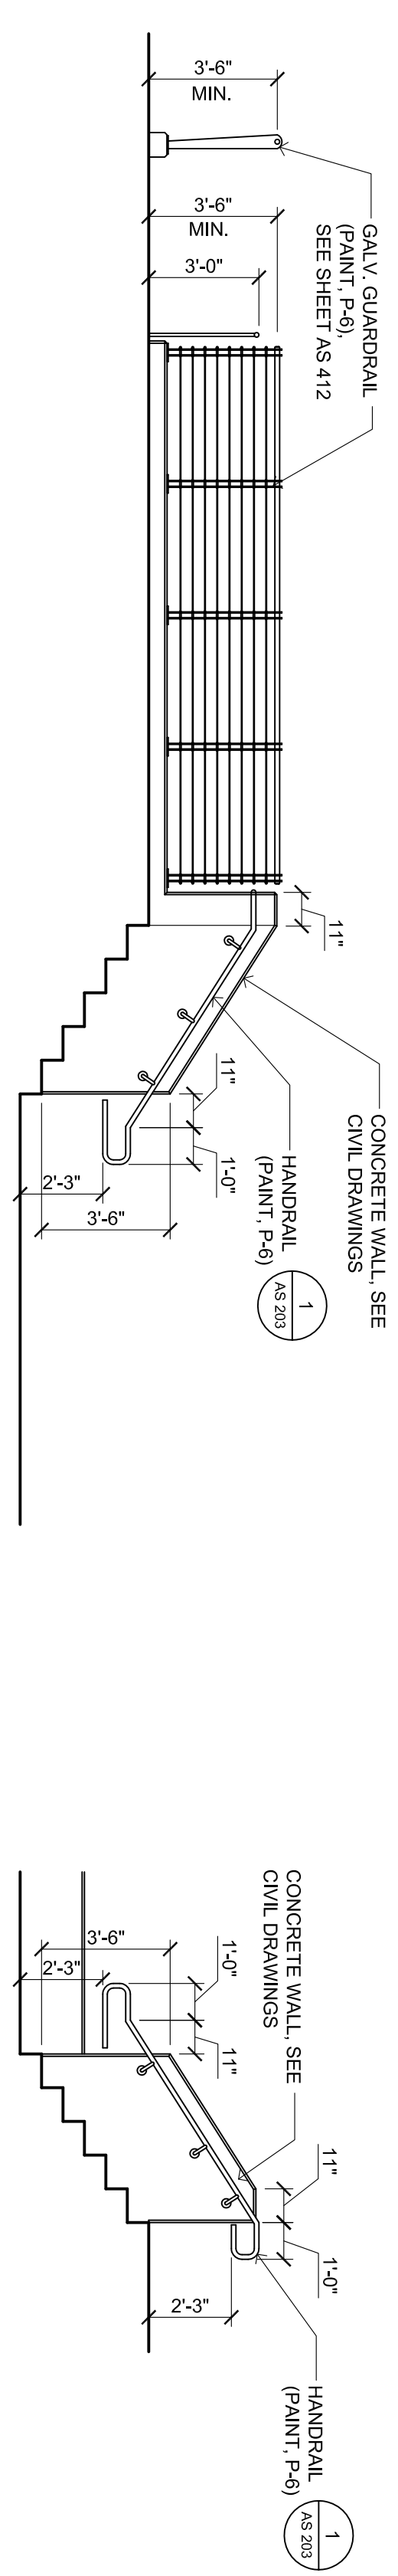 3'-6"
MIN.
GALV. GUARDRAIL
(PAINT, P-6),
SEE SHEET AS 412
3'-6"
MIN.
3'-0"
11"
CONCRETE WALL, SEE
CIVIL DRAWINGS
11"
1'-0"
HANDRAIL
(PAINT, P-6)
1
AS 203
2'-3"
3'-6"
CONCRETE WALL, SEE
CIVIL DRAWINGS
3'-6"
2'-3"
1'-0"
11"
11"
1'-0"
2'-3"
HANDRAIL
(PAINT, P-6)
1
AS 203